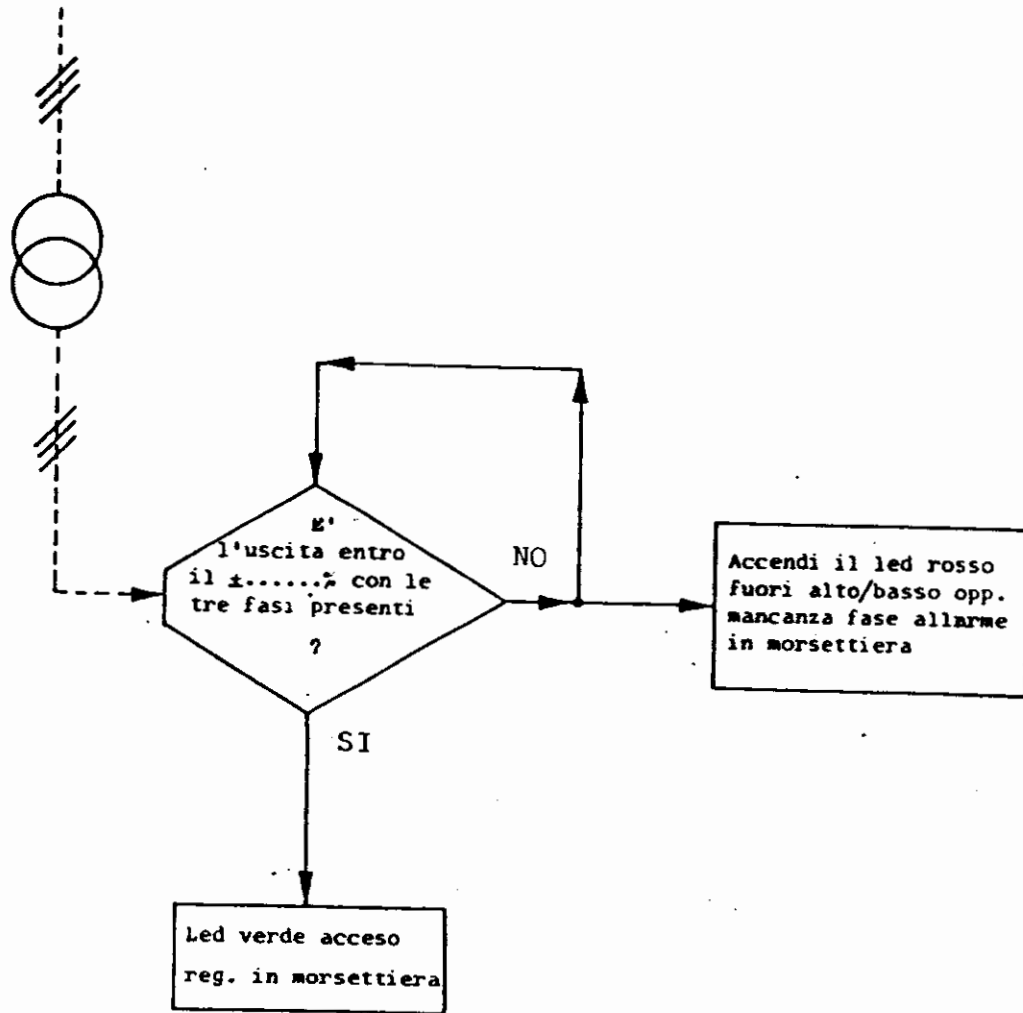 E'
l'uscita entro
il ±......% con le
tre fasi presenti
?
NO
SI
Accendi il led rosso
fuori alto/basso opp.
mancanza fase allarme
in morsettiera
Led verde acceso
reg. in morsettiera